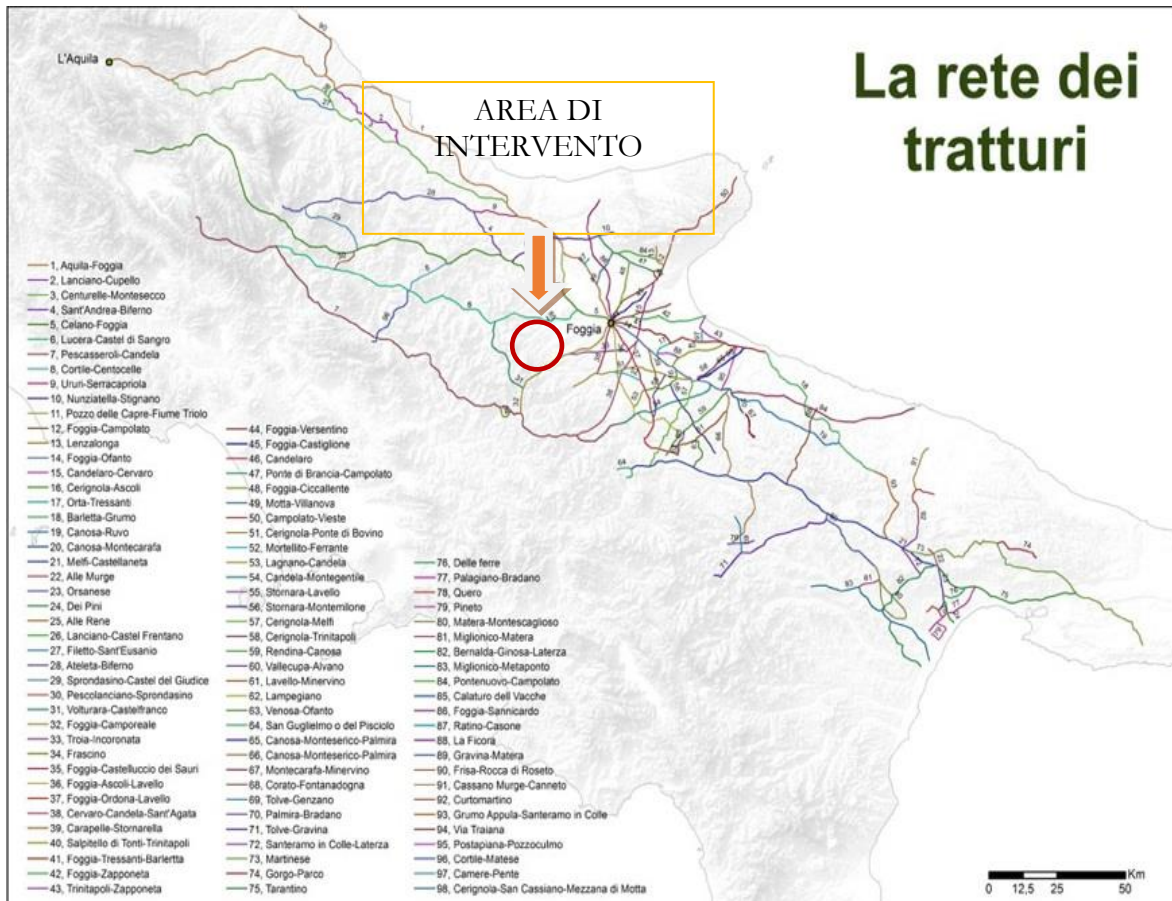 La rete dei
tratturi
L'Aquila
AREA DI
INTERVENTO
Foggia
1, Aquila-Foggia
2, Lanciano-Cupello
3, Centurelle-Montesecco
4, Sant'Andrea-Biferno
5, Celano-Foggia
6, Lucera-Castel di Sangro
7, Pescasseroli-Candela
8, Cortile-Centocelle
9, Ururi-Serracapriola
10, Nunziatella-Stignano
11, Pozzo delle Capre-Fiume Triolo
12, Foggia-Campolato
13, Lenzalonga
14, Foggia-Ofanto
15, Candelaro-Cervaro
16, Cerignola-Ascoli
17, Orta-Tressanti
18, Barletta-Grumo
19, Canosa-Ruvo
20, Canosa-Montecarafa
21, Melfi-Castellaneta
22, Alle Murge
23, Orsanese
24, Dei Pini
25, Alle Rene
26, Lanciano-Castel Frentano
27, Filetto-Sant'Eusanio
28, Ateleta-Biferno
29, Sprondasino-Castel del Giudice
30, Pescolanciano-Sprondasino
31, Volturara-Castelfranco
32, Foggia-Camporeale
33, Troia-Incoronata
34, Frascino
35, Foggia-Castelluccio dei Sauri
36, Foggia-Ascoli-Lavello
37, Foggia-Ordona-Lavello
38, Cervaro-Candela-Sant'Agata
39, Carapelle-Stornarella
40, Salpitello di Tonti-Trinitapoli
41, Foggia-Tressanti-Barlertta
42, Foggia-Zapponeta
43, Trinitapoli-Zapponeta
44, Foggia-Versentino
45, Foggia-Castiglione
46, Candelaro
47, Ponte di Brancia-Campolato
48, Foggia-Ciccallente
49, Motta-Villanova
50, Campolato-Vieste
51, Cerignola-Ponte di Bovino
52, Mortellito-Ferrante
53, Lagnano-Candela
54, Candela-Montegentile
55, Stornara-Lavello
56, Stornara-Montemilone
57, Cerignola-Melfi
58, Cerignola-Trinitapoli
59, Rendina-Canosa
60, Vallecupa-Alvano
61, Lavello-Minervino
62, Lampegiano
63, Venosa-Ofanto
64, San Guglielmo o del Pisciolo
65, Canosa-Monteserico-Palmira
66, Canosa-Monteserico-Palmira
67, Montecarafa-Minervino
68, Corato-Fontanadogna
69, Tolve-Genzano
70, Palmira-Bradano
71, Tolve-Gravina
72, Santeramo in Colle-Laterza
73, Martinese
74, Gorgo-Parco
75, Tarantino
76, Delle ferre
77, Palagiano-Bradano
78, Quero
79, Pineto
80, Matera-Montescaglioso
81, Miglionico-Matera
82, Bernalda-Ginosa-Laterza
83, Miglionico-Metaponto
84, Pontenuovo-Campolato
85, Calaturo dell Vacche
86, Foggia-Sannicardo
87, Ratino-Casone
88, La Ficora
89, Gravina-Matera
90, Frisa-Rocca di Roseto
91, Cassano Murge-Canneto
92, Curtomartino
93, Grumo Appula-Santeramo in Colle
94, Via Traiana
95, Postapiana-Pozzoculmo
96, Cortile-Matese
97, Camere-Pente
98, Cerignola-San Cassiano-Mezzana di Motta
Km
0 12,5 25 50